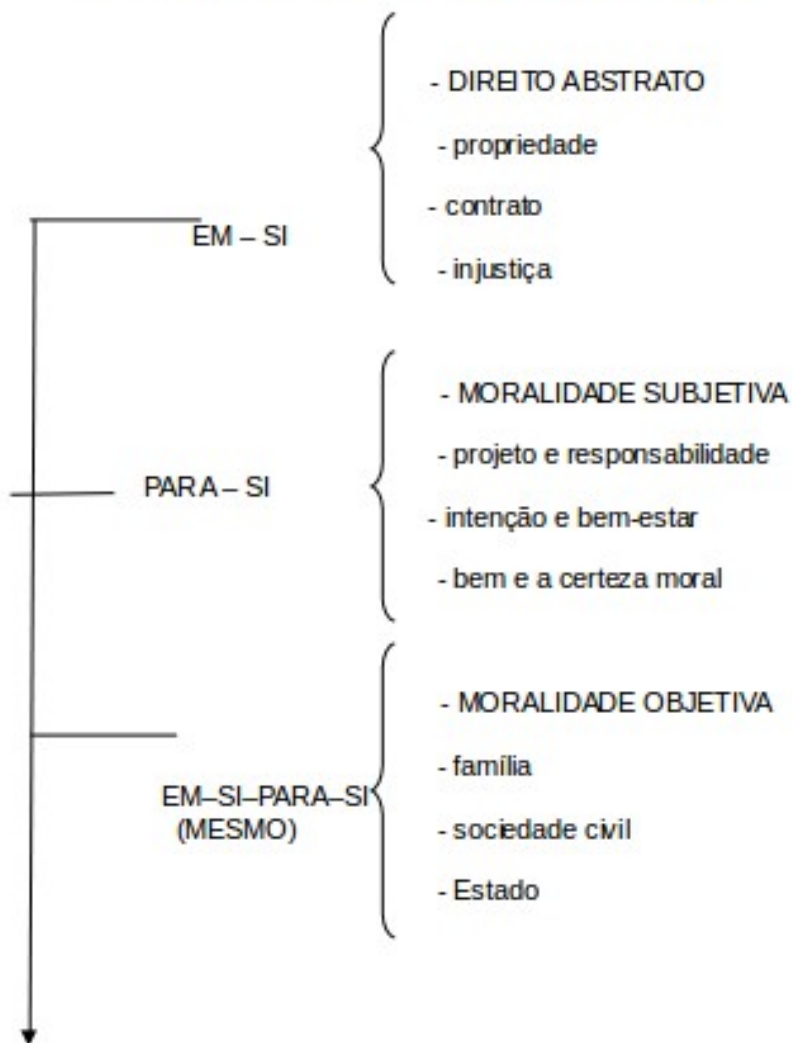 - DIREITO ABSTRATO
- propriedade
- contrato
- injustiça
EM – SI
- MORALIDADE SUBJETIVA
- projeto e responsabilidade
- intenção e bem-estar
- bem e a certeza moral
PARA – SI
- MORALIDADE OBJETIVA
- família
- sociedade civil
- Estado
EM–SI–PARA–SI
(MESMO)